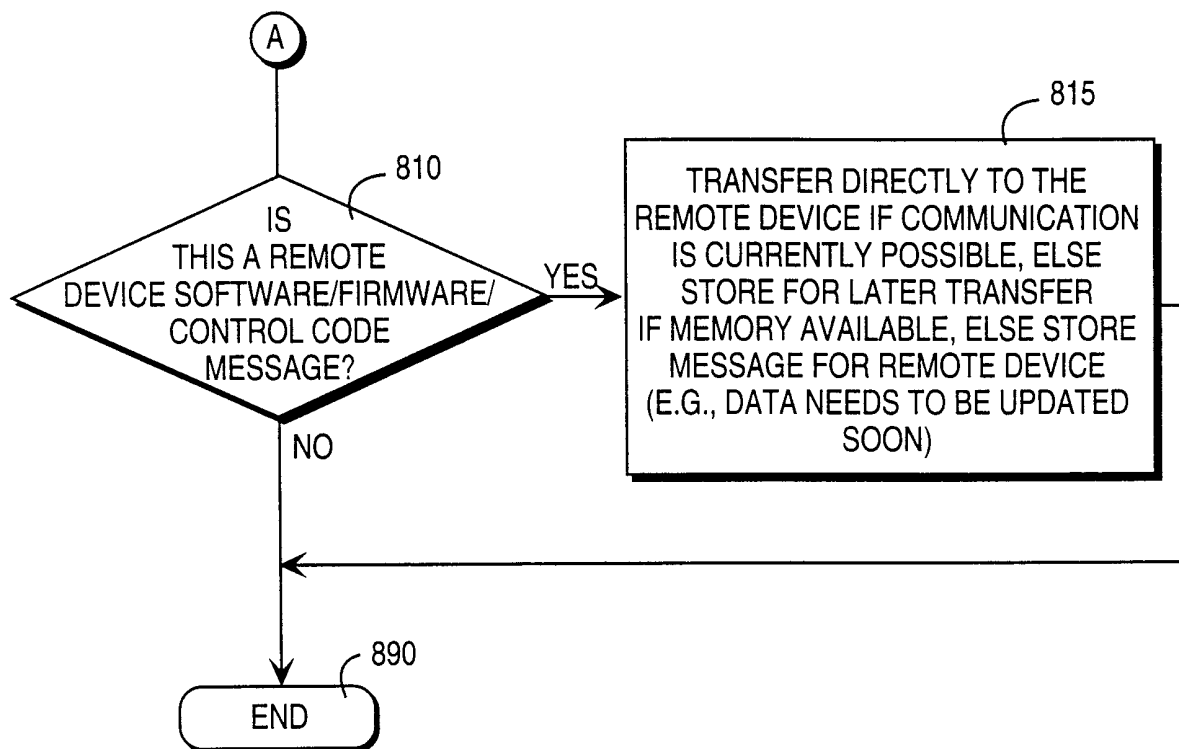 A
810
IS
THIS A REMOTE
DEVICE SOFTWARE/FIRMWARE/
CONTROL CODE
MESSAGE?
YES
NO
815
TRANSFER DIRECTLY TO THE
REMOTE DEVICE IF COMMUNICATION
IS CURRENTLY POSSIBLE, ELSE
STORE FOR LATER TRANSFER
IF MEMORY AVAILABLE, ELSE STORE
MESSAGE FOR REMOTE DEVICE
(E.G., DATA NEEDS TO BE UPDATED
SOON)
890
END